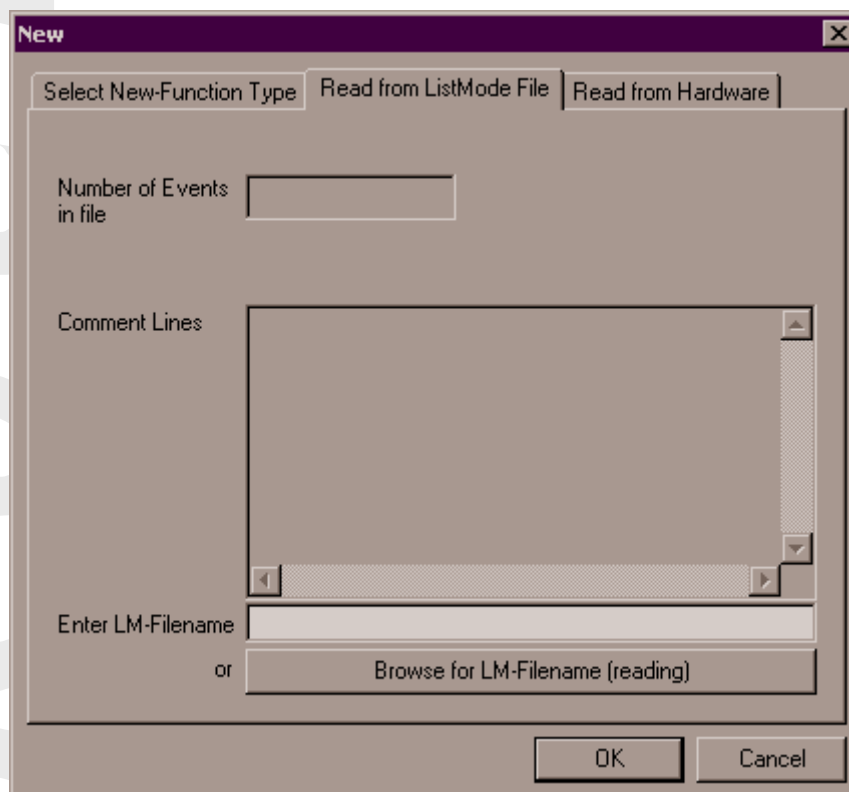 New
Select New-Function Type Read from ListMode File Read from Hardware
Number of Events
in file
Comment Lines
Enter LM-Filename
or Browse for LM-Filename (reading)
OK Cancel